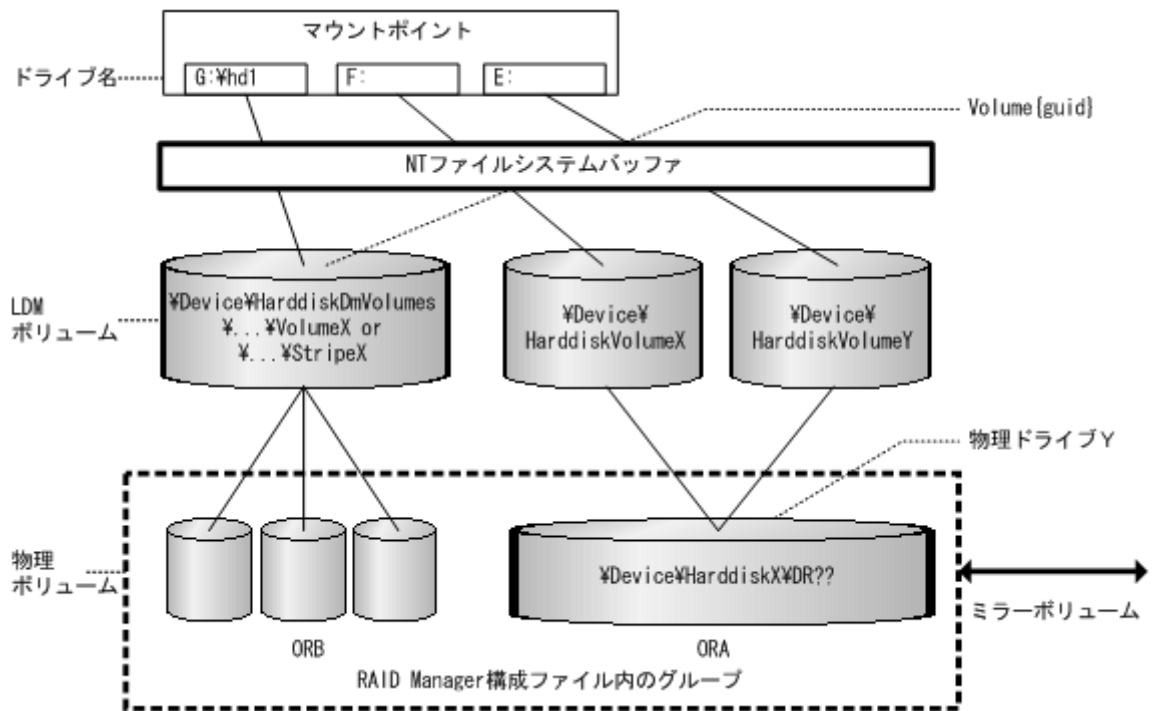 マウントポイント
ドライブ名
G:¥hd1
F:
E:
Volume{guid}
NTファイルシステムバッファ
LDM
ボリューム
¥Device¥HarddiskDmVolumes
¥...¥VolumeX or
¥...¥StripeX
¥Device¥
HarddiskVolumeX
¥Device¥
HarddiskVolumeY
物理ドライブY
物理
ボリューム
¥Device¥HarddiskX¥DR??
ミラーボリューム
ORB
ORA
RAID Manager構成ファイル内のグループ